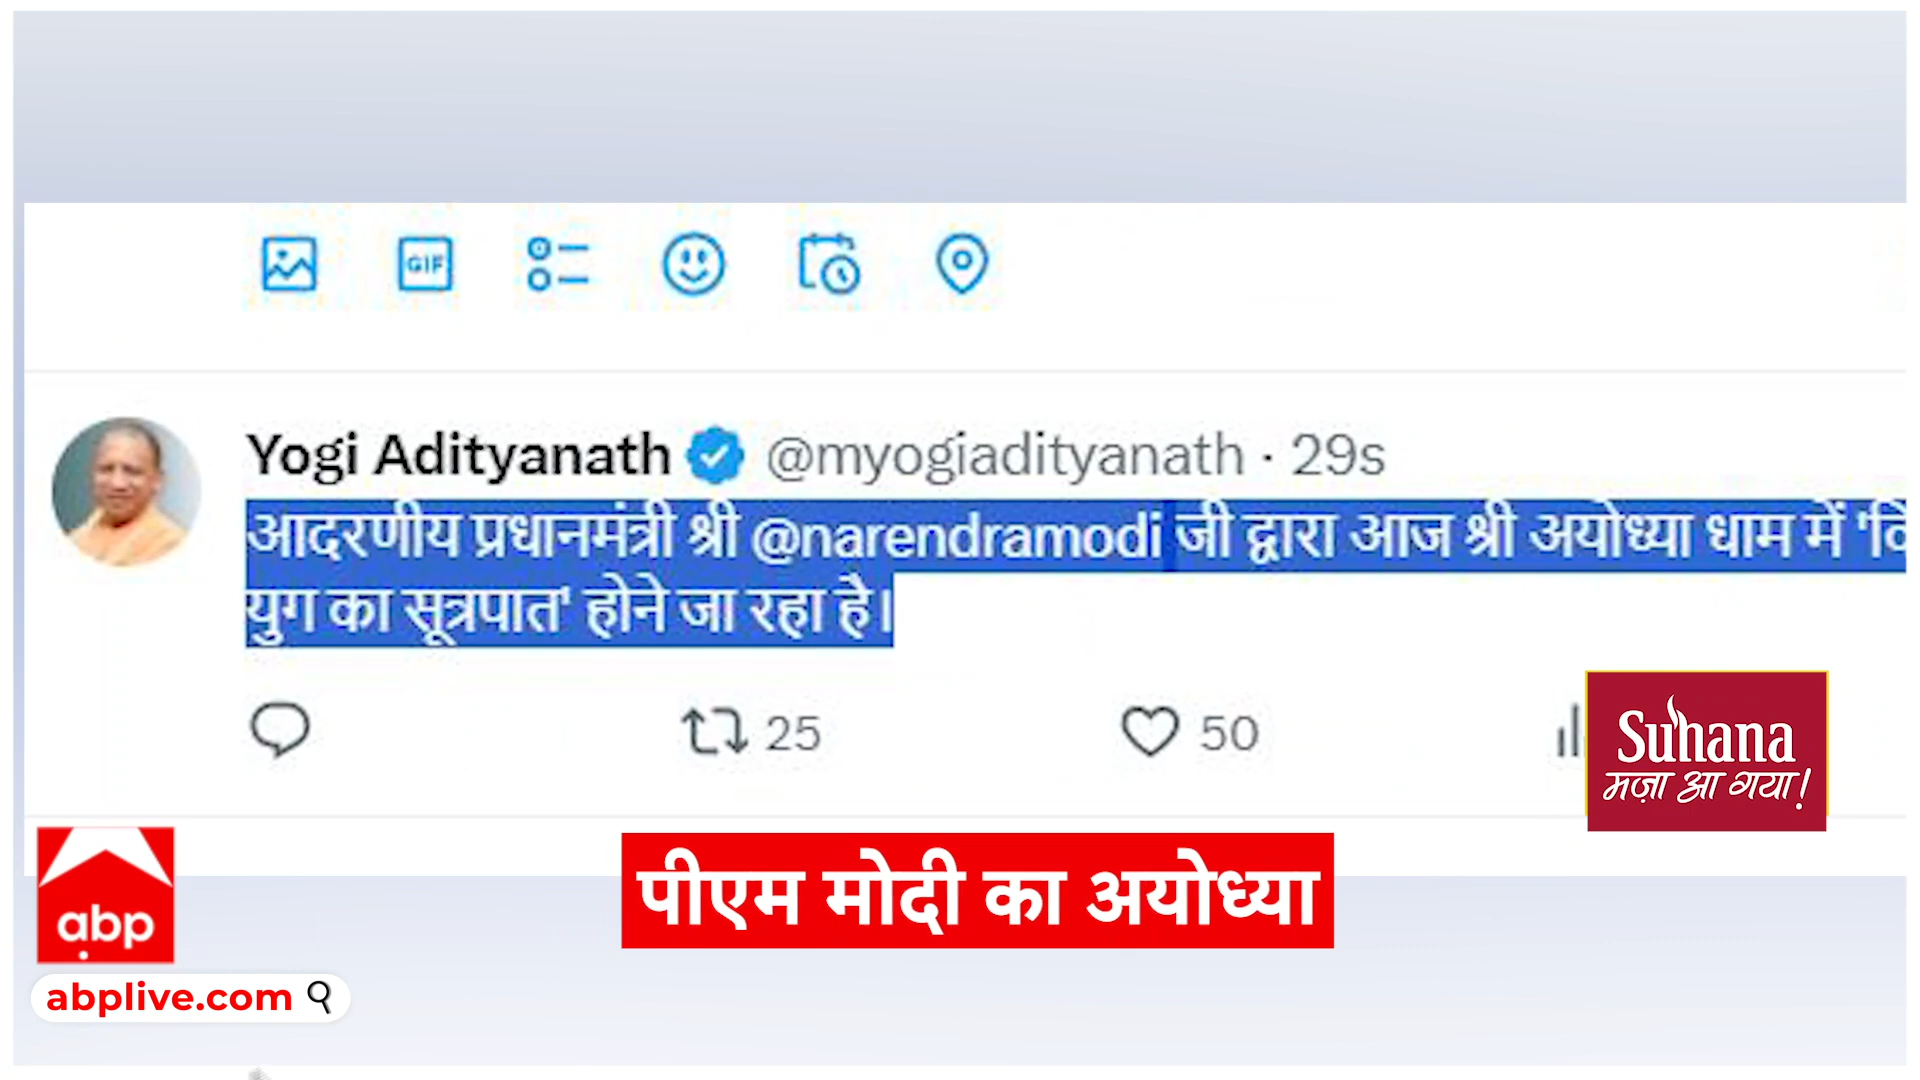 GIF
Yogi Adityanath @myogiadityanath · 29s
आदरणीय प्रधानमंत्री श्री @narendramodi जी द्वारा आज श्री अयोध्या धाम में
युग का सूत्रपात' होने जा रहा है।
25 50
Suhana
मज़ा आ गया!
पीएम मोदी का अयोध्या
abp
abplive.com